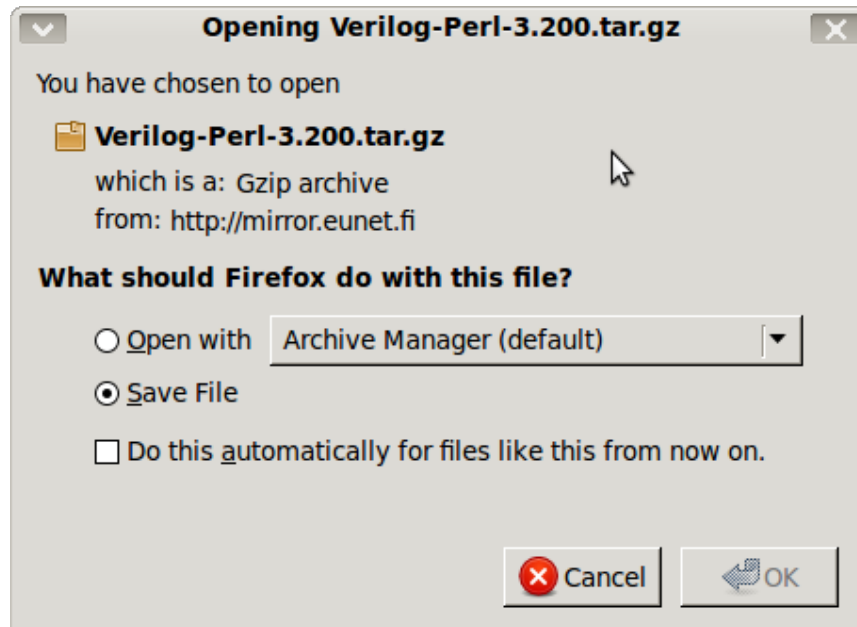 Opening Verilog-Perl-3.200.tar.gz
You have chosen to open
Verilog-Perl-3.200.tar.gz
which is a: Gzip archive
from: http://mirror.eunet.fi
What should Firefox do with this file?
Open with Archive Manager (default)
Save File
Do this automatically for files like this from now on.
Cancel OK